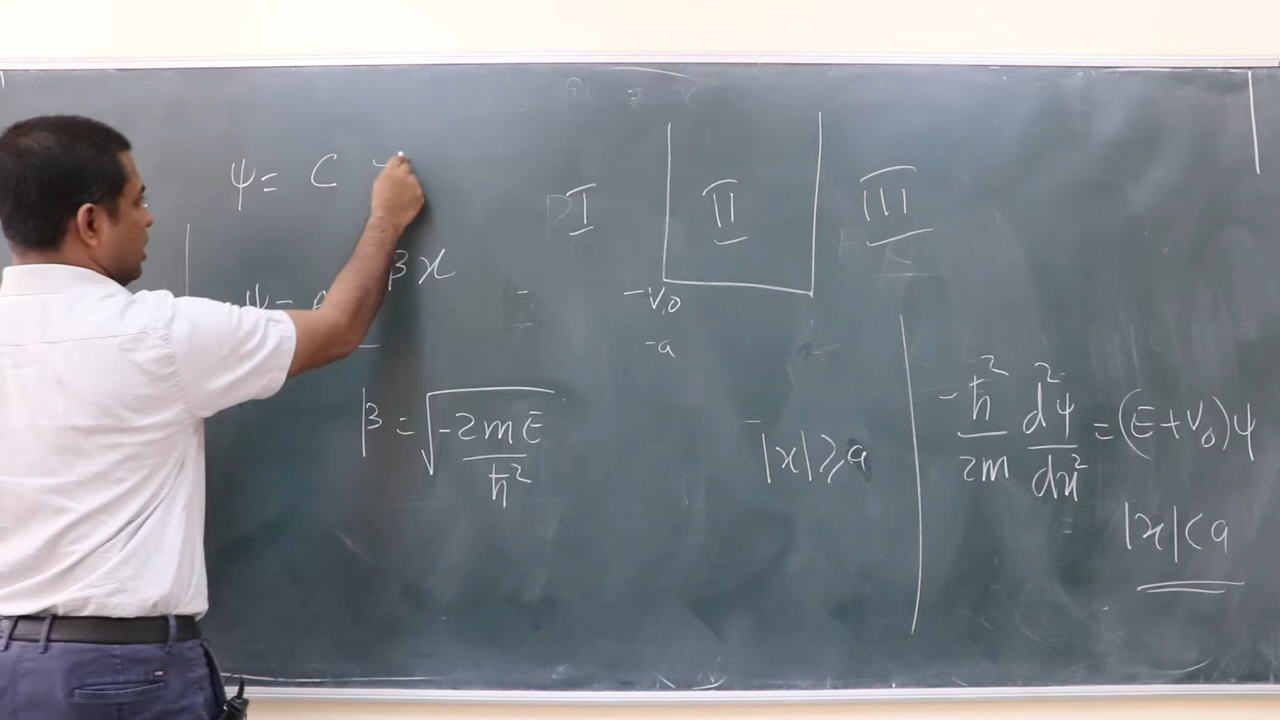 ψ = C
βx
β = √(-2mE/ħ²)
I II III
-V₀
-a
|x| ⩾ a
-ħ²/2m d²ψ/dx² = (E+V₀)ψ
|x| < a